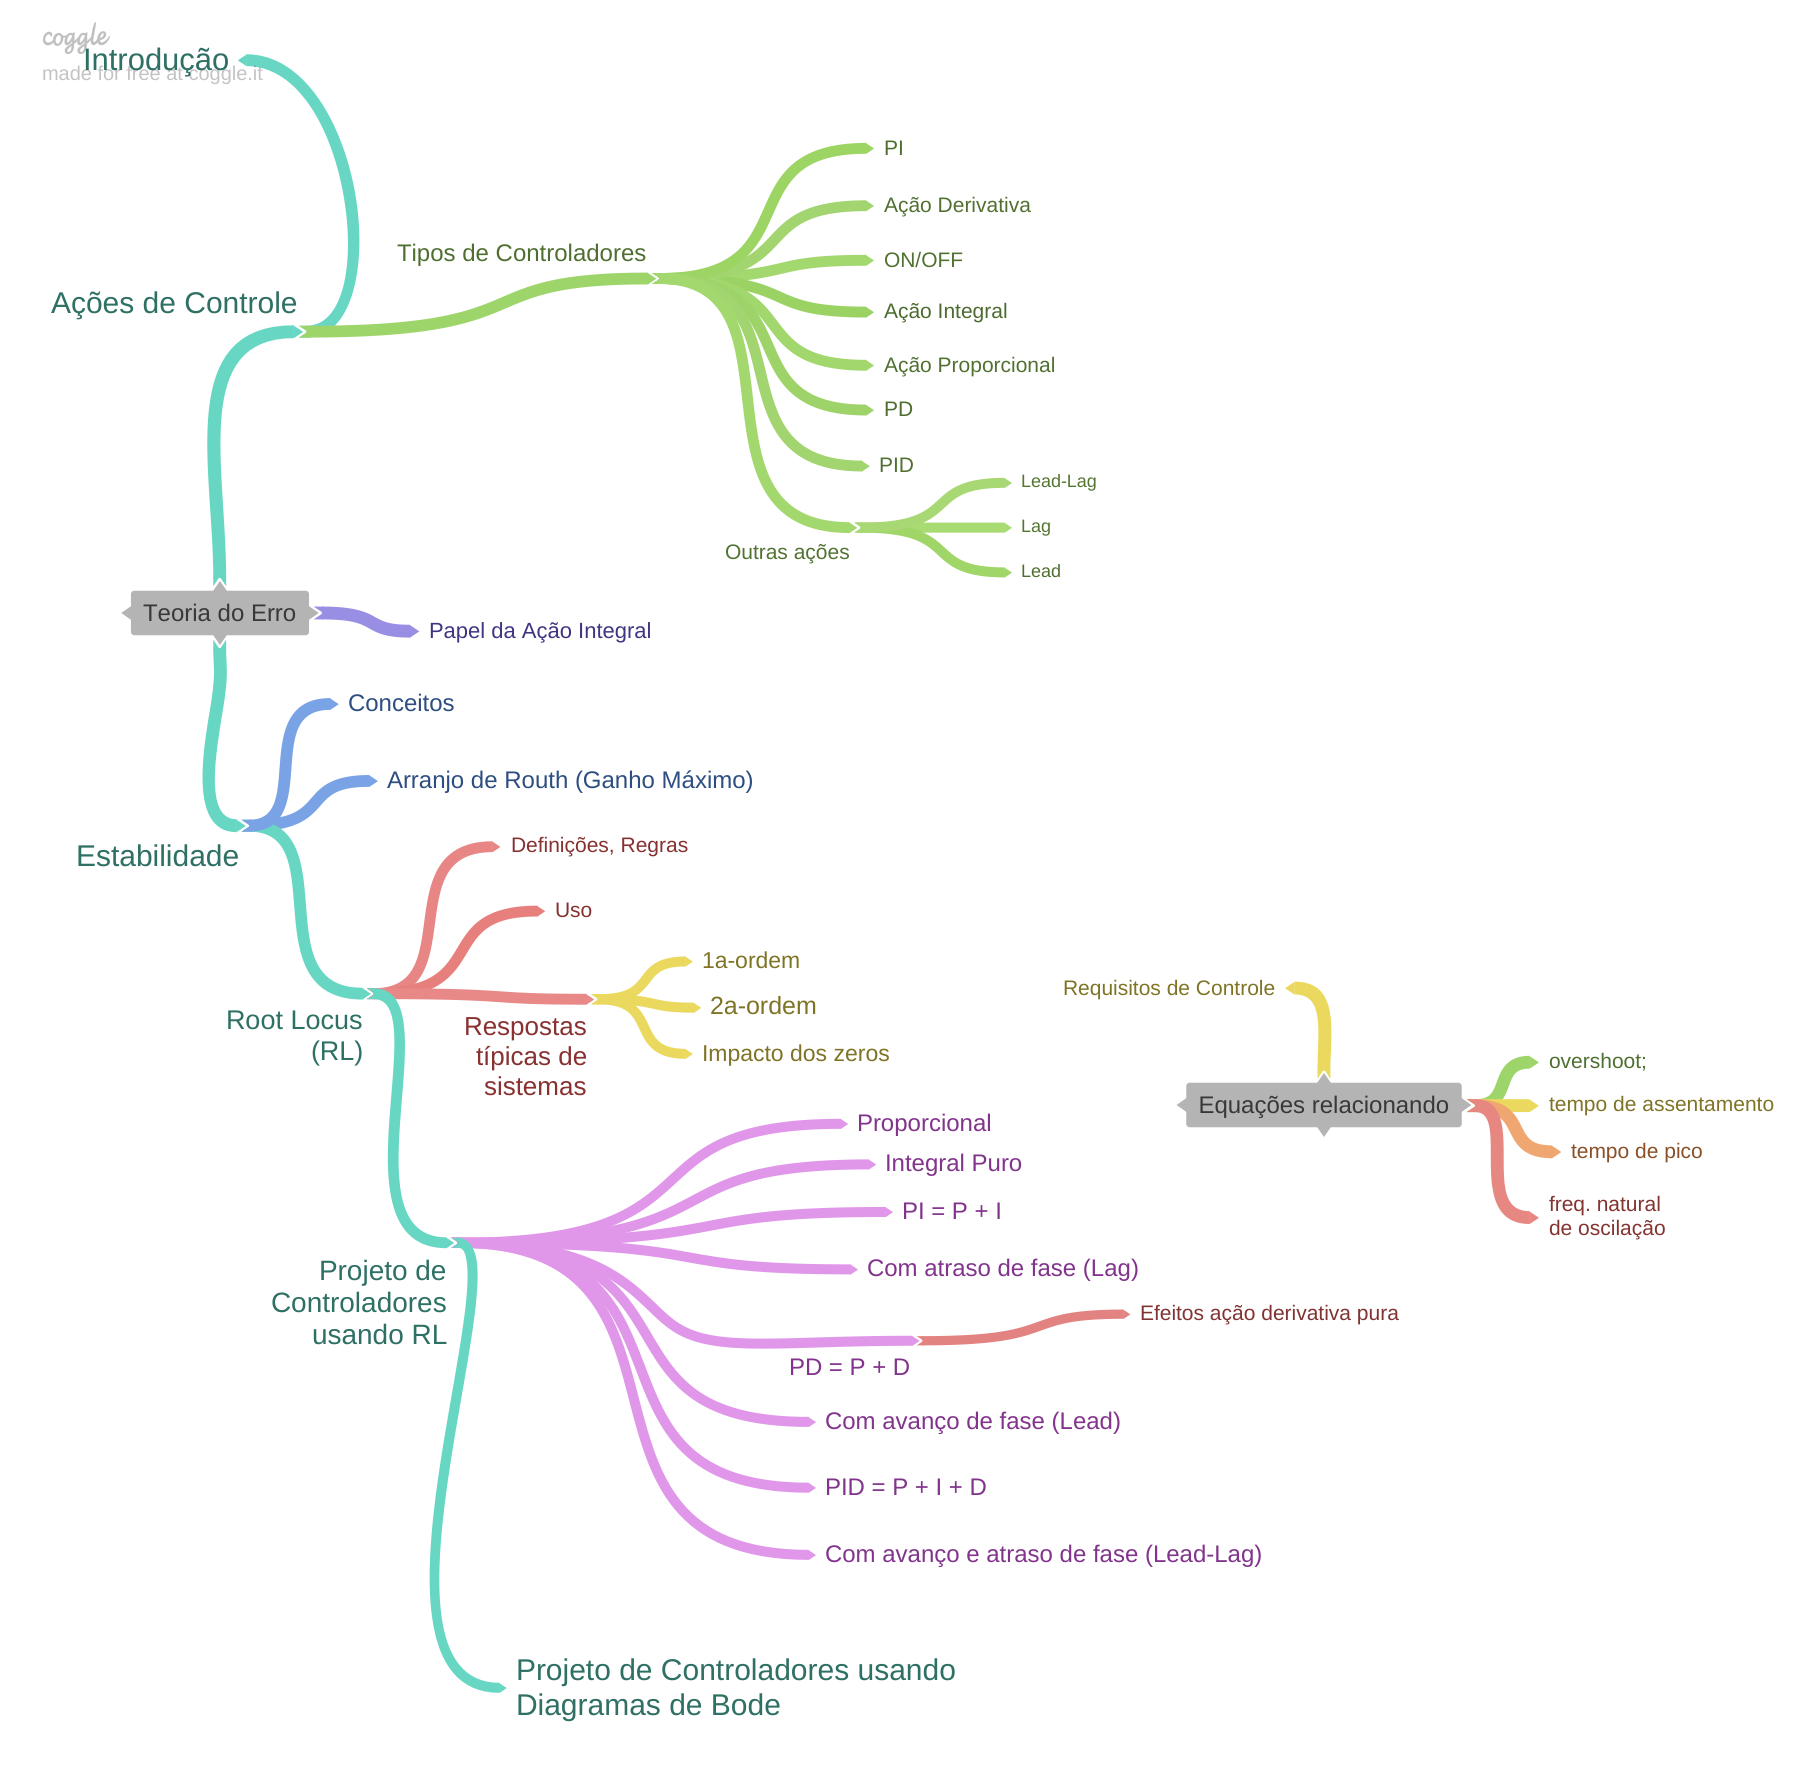 coggle
made for free at coggle.it
Introdução
PI
Ação Derivativa
Tipos de Controladores
ON/OFF
Ações de Controle
Ação Integral
Ação Proporcional
PD
PID
Lead-Lag
Lag
Outras ações
Lead
Teoria do Erro
Papel da Ação Integral
Conceitos
Arranjo de Routh (Ganho Máximo)
Estabilidade
Definições, Regras
Uso
1a-ordem
2a-ordem
Impacto dos zeros
Root Locus
(RL)
Respostas
típicas de
sistemas
Requisitos de Controle
Equações relacionando
overshoot;
tempo de assentamento
tempo de pico
freq. natural
de oscilação
Proporcional
Integral Puro
PI = P + I
Com atraso de fase (Lag)
Projeto de
Controladores
usando RL
Efeitos ação derivativa pura
PD = P + D
Com avanço de fase (Lead)
PID = P + I + D
Com avanço e atraso de fase (Lead-Lag)
Projeto de Controladores usando
Diagramas de Bode